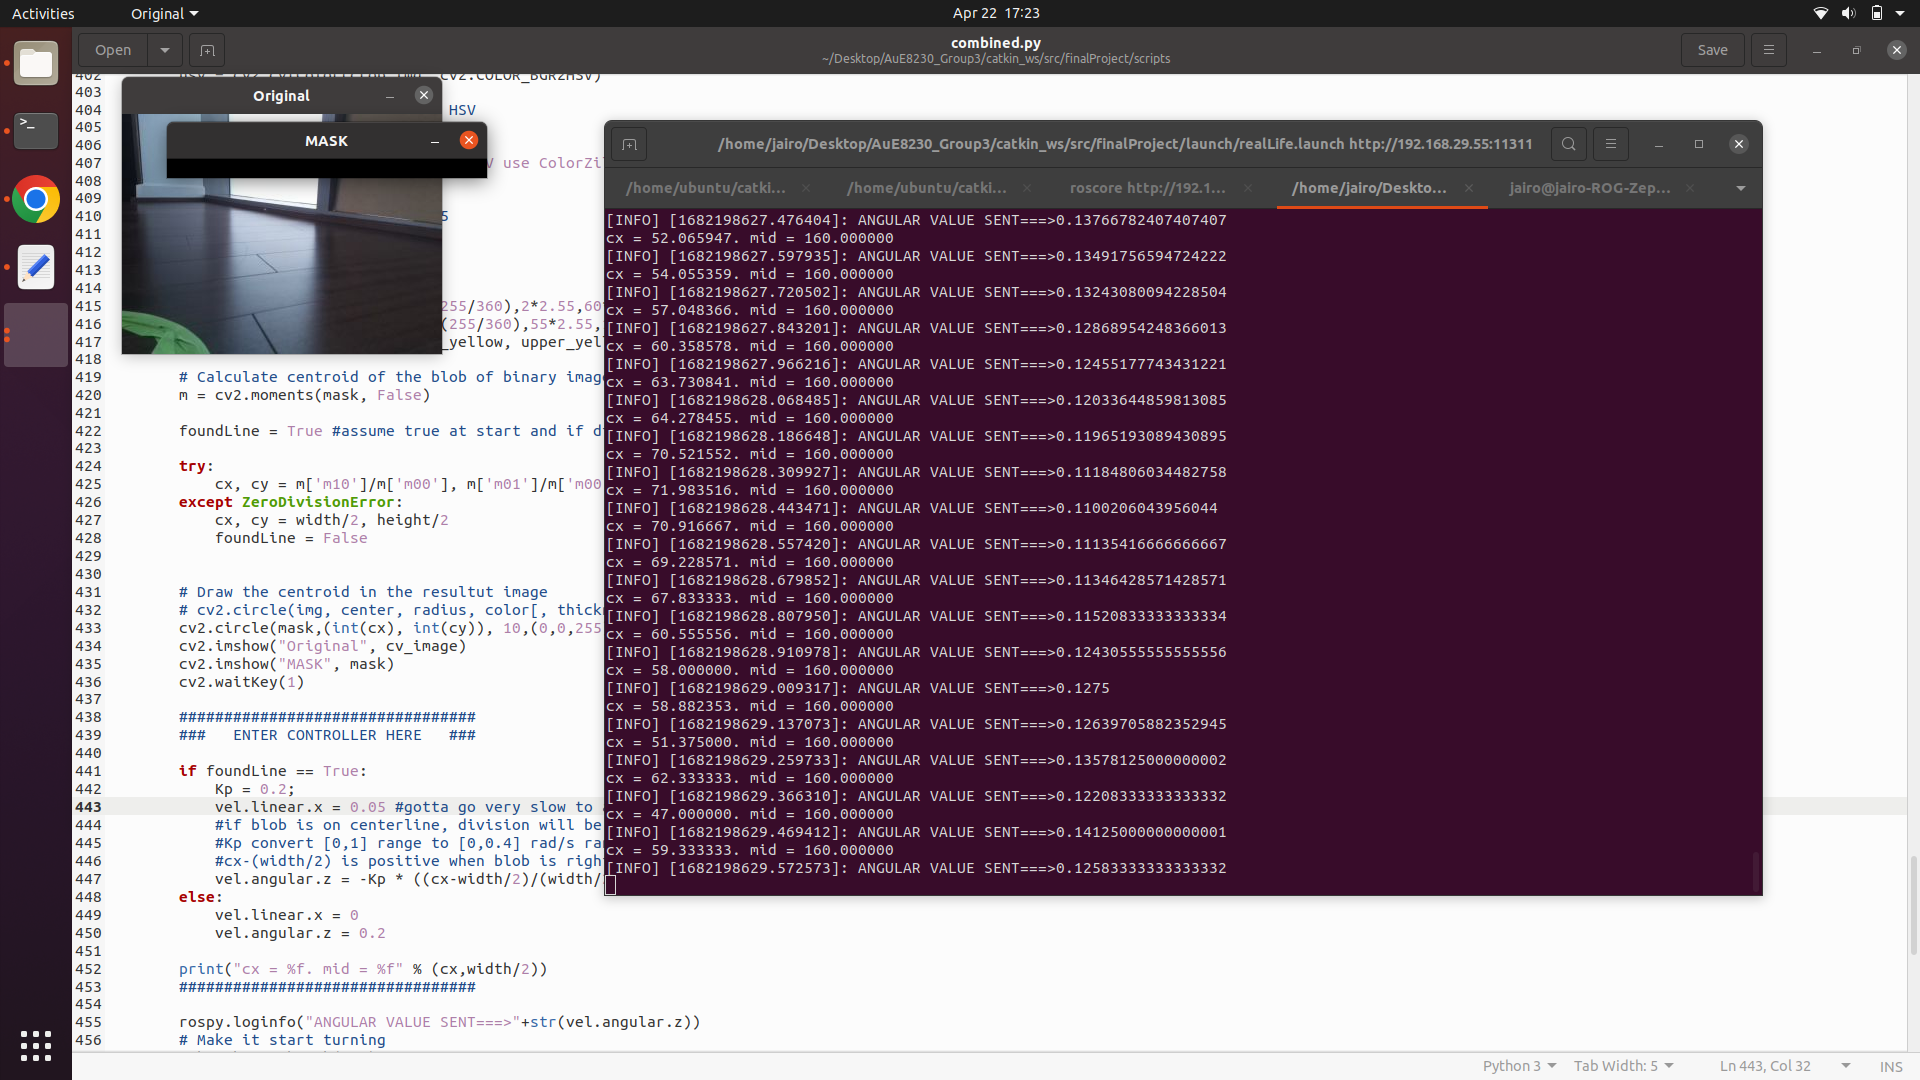 Activities
Original
Apr 22 17:23
Open
combined.py
~/Desktop/AuE8230_Group3/catkin_ws/src/finalProject/scripts
Save
402
cv2.COLOR_BGR2HSV)
403
404 HSV
405
406
407 V use ColorZil
408
409
410 5
411
412
413
414
415 255/360),2*2.55,60
416 (255/360),55*2.55,
417 _yellow, upper_yel
418
419 # Calculate centroid of the blob of binary imag
420 m = cv2.moments(mask, False)
421
422 foundLine = True #assume true at start and if d
423
424 try:
425 cx, cy = m['m10']/m['m00'], m['m01']/m['m00
426 except ZeroDivisionError:
427 cx, cy = width/2, height/2
428 foundLine = False
429
430
431 # Draw the centroid in the resultut image
432 # cv2.circle(img, center, radius, color[, thick
433 cv2.circle(mask,(int(cx), int(cy)), 10,(0,0,255
434 cv2.imshow("Original", cv_image)
435 cv2.imshow("MASK", mask)
436 cv2.waitKey(1)
437
438 #################################
439 ### ENTER CONTROLLER HERE ###
440
441 if foundLine == True:
442 Kp = 0.2;
443 vel.linear.x = 0.05 #gotta go very slow to
444 #if blob is on centerline, division will be
445 #Kp convert [0,1] range to [0,0.4] rad/s ra
446 #cx-(width/2) is positive when blob is righ
447 vel.angular.z = -Kp * ((cx-width/2)/(width/
448 else:
449 vel.linear.x = 0
450 vel.angular.z = 0.2
451
452 print("cx = %f. mid = %f" % (cx,width/2))
453 #################################
454
455 rospy.loginfo("ANGULAR VALUE SENT===>"+str(vel.angular.z))
456 # Make it start turning
Original
MASK
/home/jairo/Desktop/AuE8230_Group3/catkin_ws/src/finalProject/launch/realLife.launch http://192.168.29.55:11311
/home/ubuntu/catki...
/home/ubuntu/catki...
roscore http://192.1...
/home/jairo/Deskto...
jairo@jairo-ROG-Zep...
[INFO] [1682198627.476404]: ANGULAR VALUE SENT===>0.13766782407407407
cx = 52.065947. mid = 160.000000
[INFO] [1682198627.597935]: ANGULAR VALUE SENT===>0.13491756594724222
cx = 54.055359. mid = 160.000000
[INFO] [1682198627.720502]: ANGULAR VALUE SENT===>0.13243080094228504
cx = 57.048366. mid = 160.000000
[INFO] [1682198627.843201]: ANGULAR VALUE SENT===>0.12868954248366013
cx = 60.358578. mid = 160.000000
[INFO] [1682198627.966216]: ANGULAR VALUE SENT===>0.12455177743431221
cx = 63.730841. mid = 160.000000
[INFO] [1682198628.068485]: ANGULAR VALUE SENT===>0.12033644859813085
cx = 64.278455. mid = 160.000000
[INFO] [1682198628.186648]: ANGULAR VALUE SENT===>0.11965193089430895
cx = 70.521552. mid = 160.000000
[INFO] [1682198628.309927]: ANGULAR VALUE SENT===>0.11184806034482758
cx = 71.983516. mid = 160.000000
[INFO] [1682198628.443471]: ANGULAR VALUE SENT===>0.1100206043956044
cx = 70.916667. mid = 160.000000
[INFO] [1682198628.557420]: ANGULAR VALUE SENT===>0.11135416666666667
cx = 69.228571. mid = 160.000000
[INFO] [1682198628.679852]: ANGULAR VALUE SENT===>0.11346428571428571
cx = 67.833333. mid = 160.000000
[INFO] [1682198628.807950]: ANGULAR VALUE SENT===>0.115208333333333334
cx = 60.555556. mid = 160.000000
[INFO] [1682198628.910978]: ANGULAR VALUE SENT===>0.12430555555555556
cx = 58.000000. mid = 160.000000
[INFO] [1682198629.009317]: ANGULAR VALUE SENT===>0.1275
cx = 58.882353. mid = 160.000000
[INFO] [1682198629.137073]: ANGULAR VALUE SENT===>0.12639705882352945
cx = 51.375000. mid = 160.000000
[INFO] [1682198629.259733]: ANGULAR VALUE SENT===>0.13578125000000002
cx = 62.333333. mid = 160.000000
[INFO] [1682198629.366310]: ANGULAR VALUE SENT===>0.12208333333333332
cx = 47.000000. mid = 160.000000
[INFO] [1682198629.469412]: ANGULAR VALUE SENT===>0.14125000000000001
cx = 59.333333. mid = 160.000000
[INFO] [1682198629.572573]: ANGULAR VALUE SENT===>0.12583333333333332
Python 3
Tab Width: 5
Ln 443, Col 32
INS